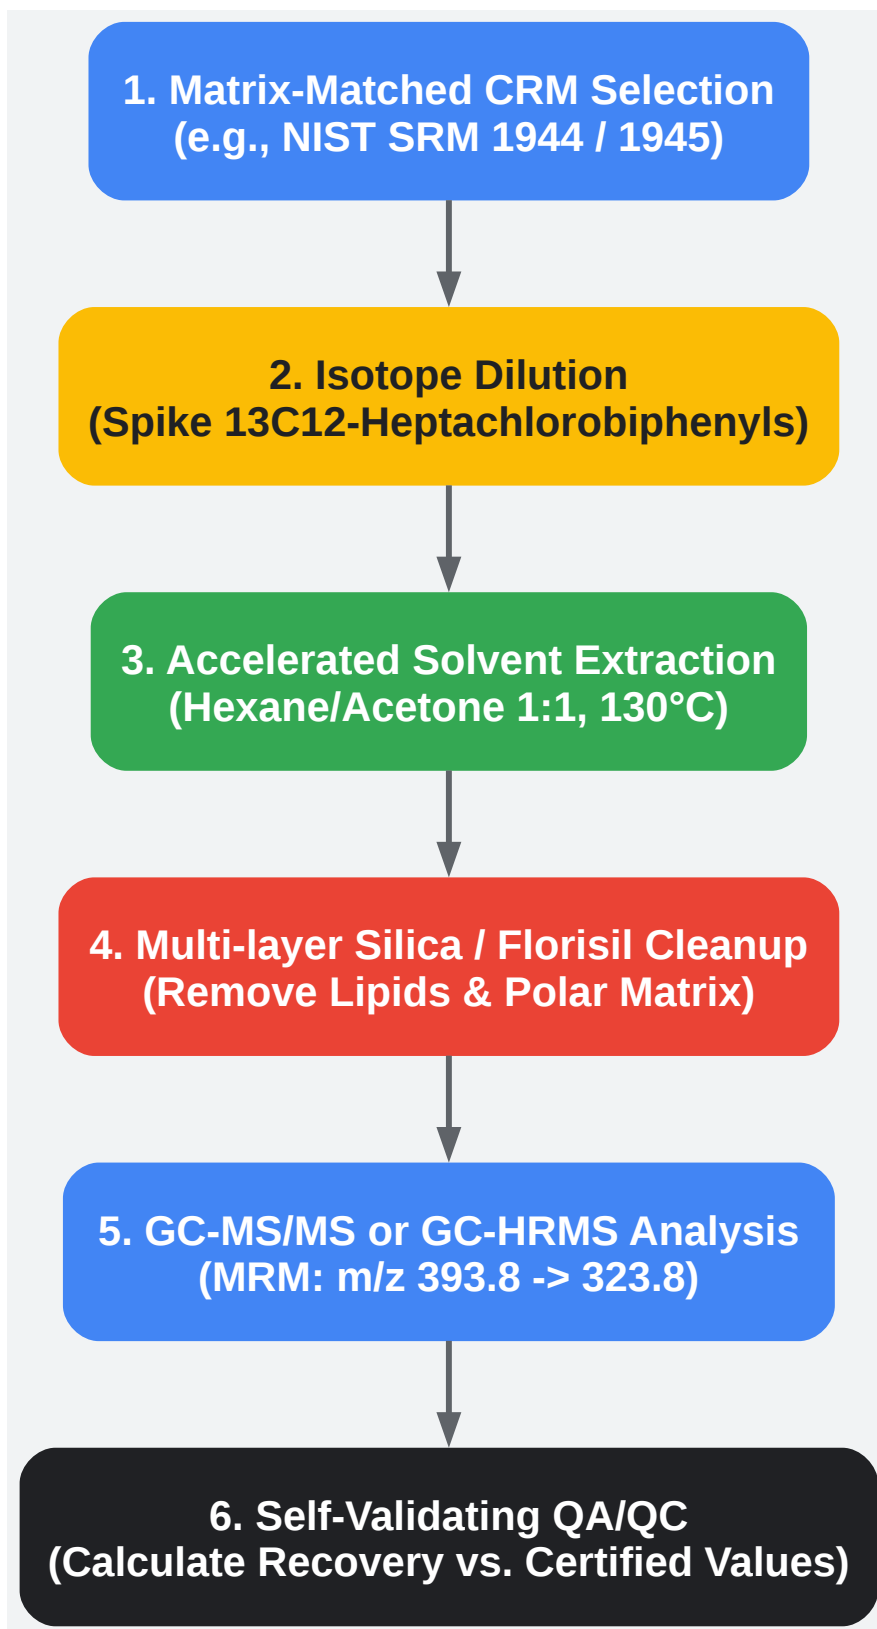 1. Matrix-Matched CRM Selection
(e.g., NIST SRM 1944 / 1945)
2. Isotope Dilution
(Spike 13C12-Heptachlorobiphenyls)
3. Accelerated Solvent Extraction
(Hexane/Acetone 1:1, 130°C)
4. Multi-layer Silica / Florisil Cleanup
(Remove Lipids & Polar Matrix)
5. GC-MS/MS or GC-HRMS Analysis
(MRM: m/z 393.8 -> 323.8)
6. Self-Validating QA/QC
(Calculate Recovery vs. Certified Values)